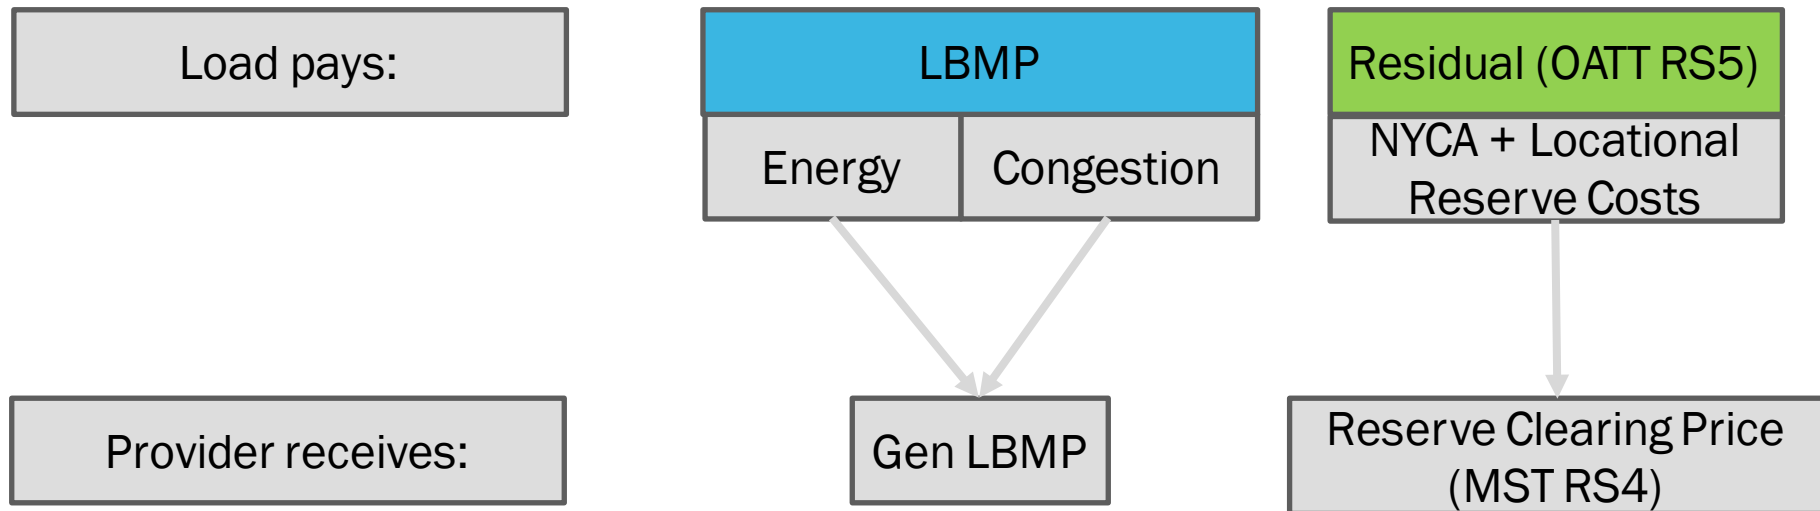 Load pays:
LBMP
Residual (OATT RS5)
Energy
Congestion
NYCA + Locational
Reserve Costs
Provider receives:
Gen LBMP
Reserve Clearing Price
(MST RS4)